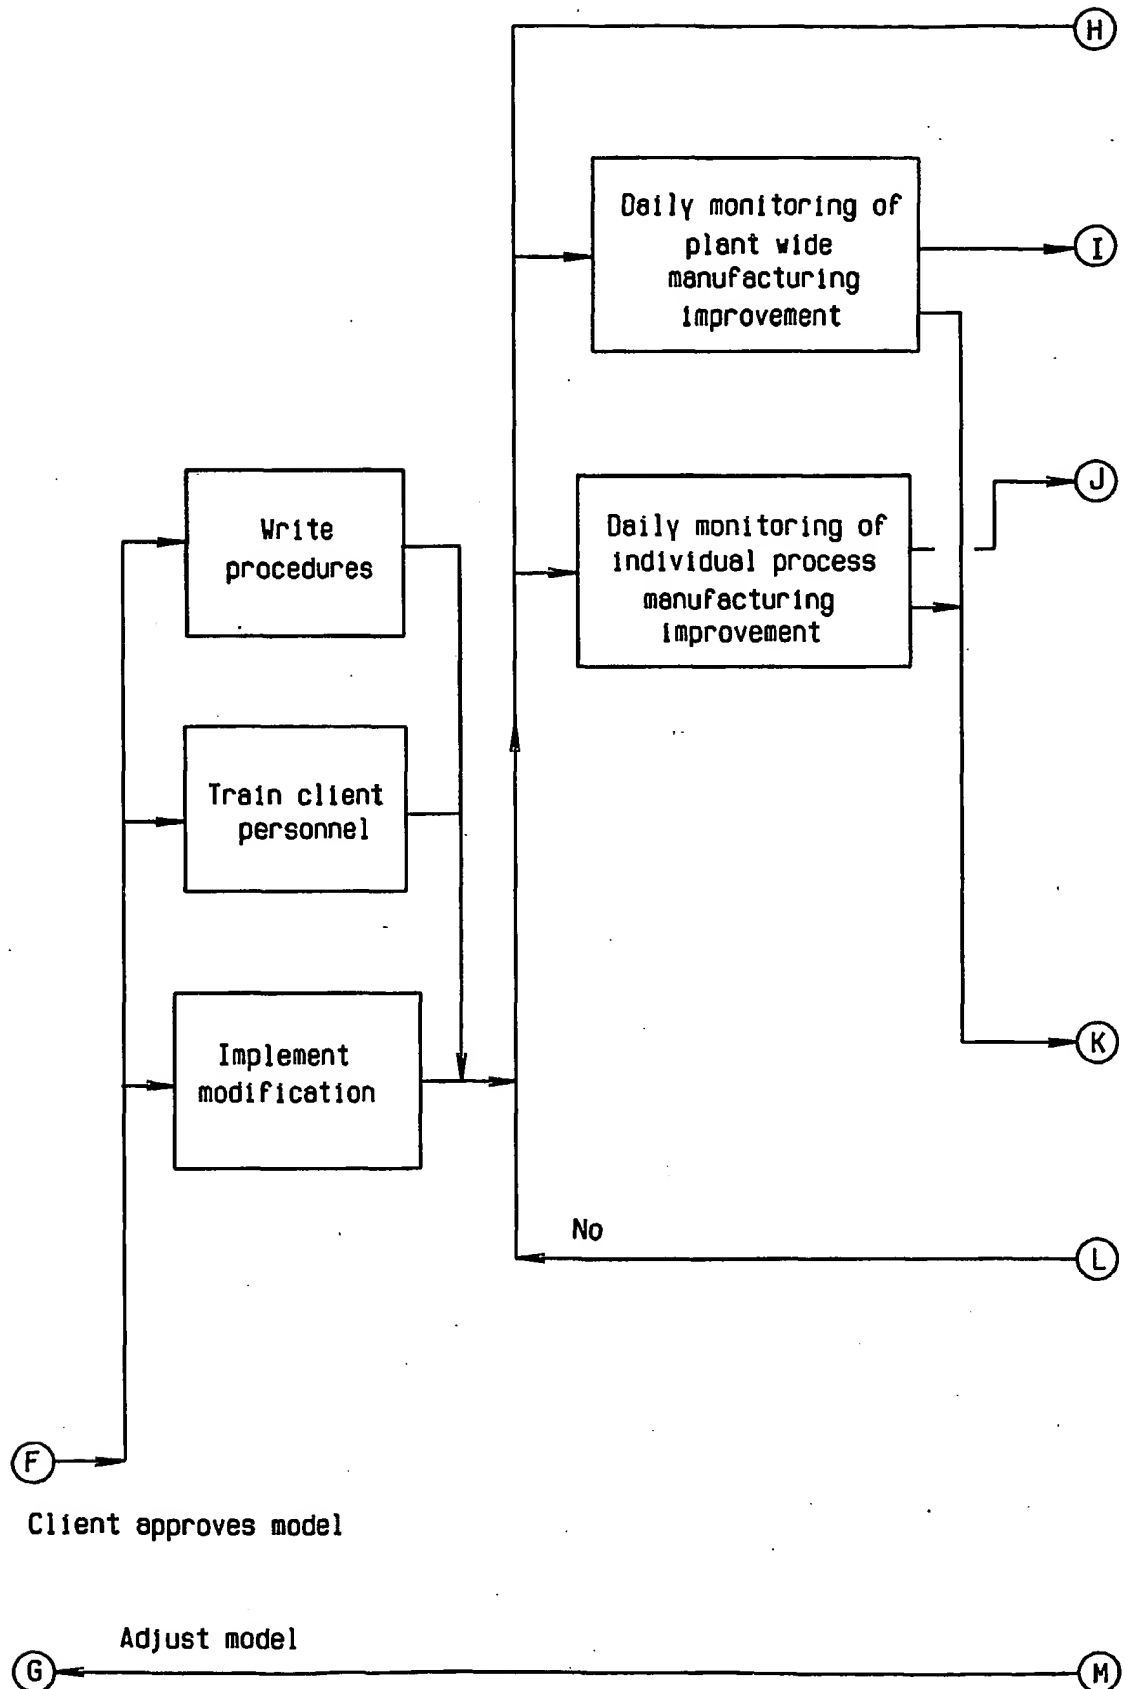 H
Daily monitoring of
plant wide
manufacturing
improvement
I
J
Write
procedures
Daily monitoring of
individual process
manufacturing
improvement
Train client
personnel
K
Implement
modification
No
L
F
Client approves model
Adjust model
G
M